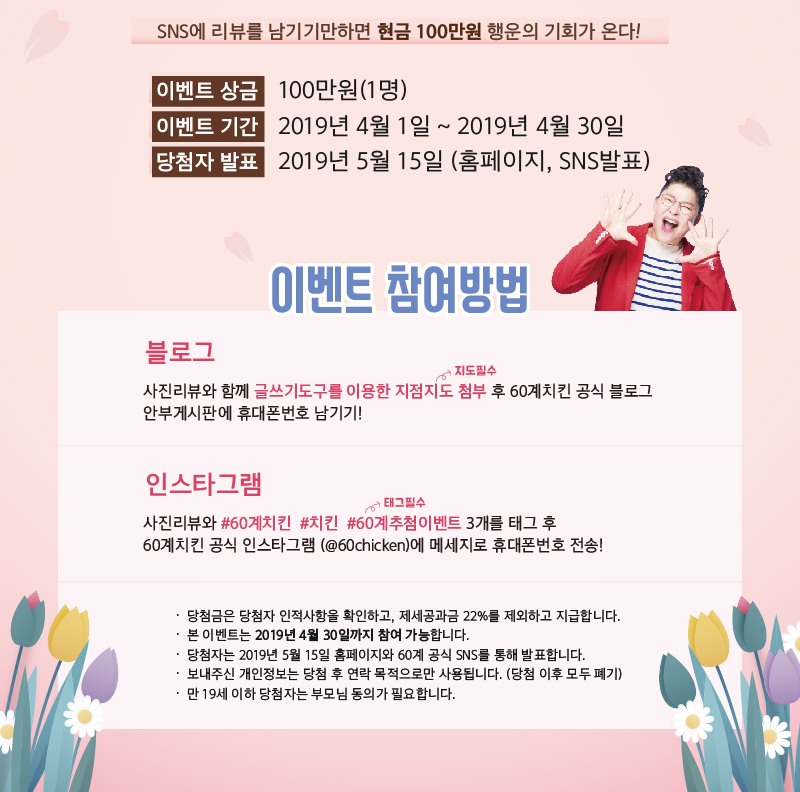 SNS에 리뷰를 남기기만하면 현금 100만원 행운의 기회가 온다!
이벤트 상금 100만원(1명)
이벤트 기간 2019년 4월 1일 ~ 2019년 4월 30일
당첨자 발표 2019년 5월 15일 (홈페이지, SNS발표)
이벤트 참여방법
블로그
지도필수
사진리뷰와 함께 글쓰기도구를 이용한 지점지도 첨부 후 60계치킨 공식 블로그
안부게시판에 휴대폰번호 남기기!
인스타그램
태그필수
사진리뷰와 #60계치킨 #치킨 #60계추첨이벤트 3개를 태그 후
60계치킨 공식 인스타그램 (@60chicken)에 메세지로 휴대폰번호 전송!
· 당첨금은 당첨자 인적사항을 확인하고, 제세공과금 22%를 제외하고 지급합니다.
· 본 이벤트는 2019년 4월 30일까지 참여 가능합니다.
· 당첨자는 2019년 5월 15일 홈페이지와 60계 공식 SNS를 통해 발표합니다.
· 보내주신 개인정보는 당첨 후 연락 목적으로만 사용됩니다. (당첨 이후 모두 폐기)
· 만 19세 이하 당첨자는 부모님 동의가 필요합니다.